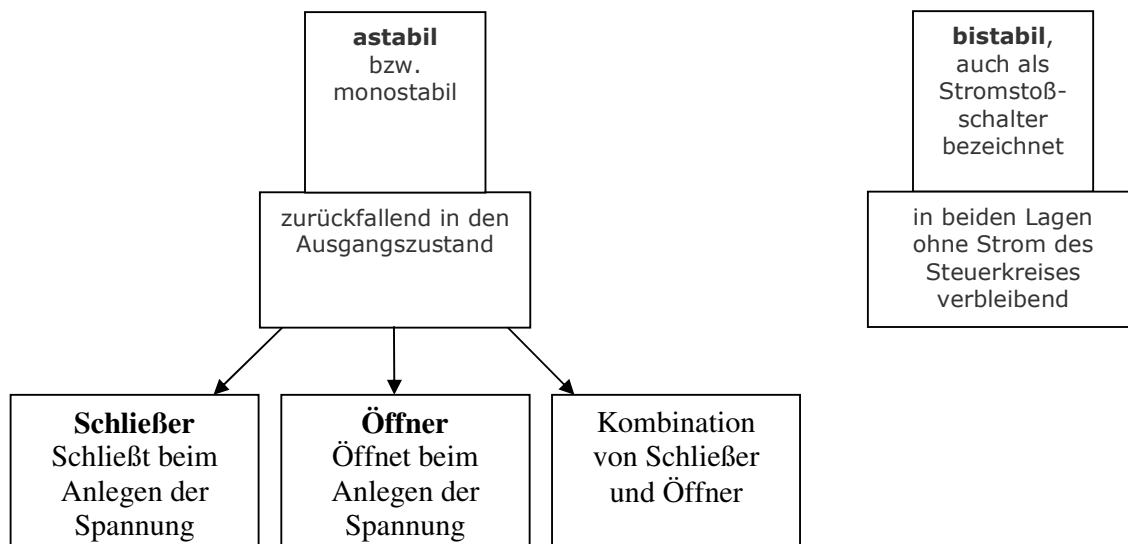 astabil
bzw.
monostabil
zurückfallend in den
Ausgangszustand
Schließer
Schließt beim
Anlegen der
Spannung
Öffner
Öffnet beim
Anlegen der
Spannung
Kombination
von Schließer
und Öffner
bistabil,
auch als
Stromstoß-
schalter
bezeichnet
in beiden Lagen
ohne Strom des
Steuerkreises
verbleibend